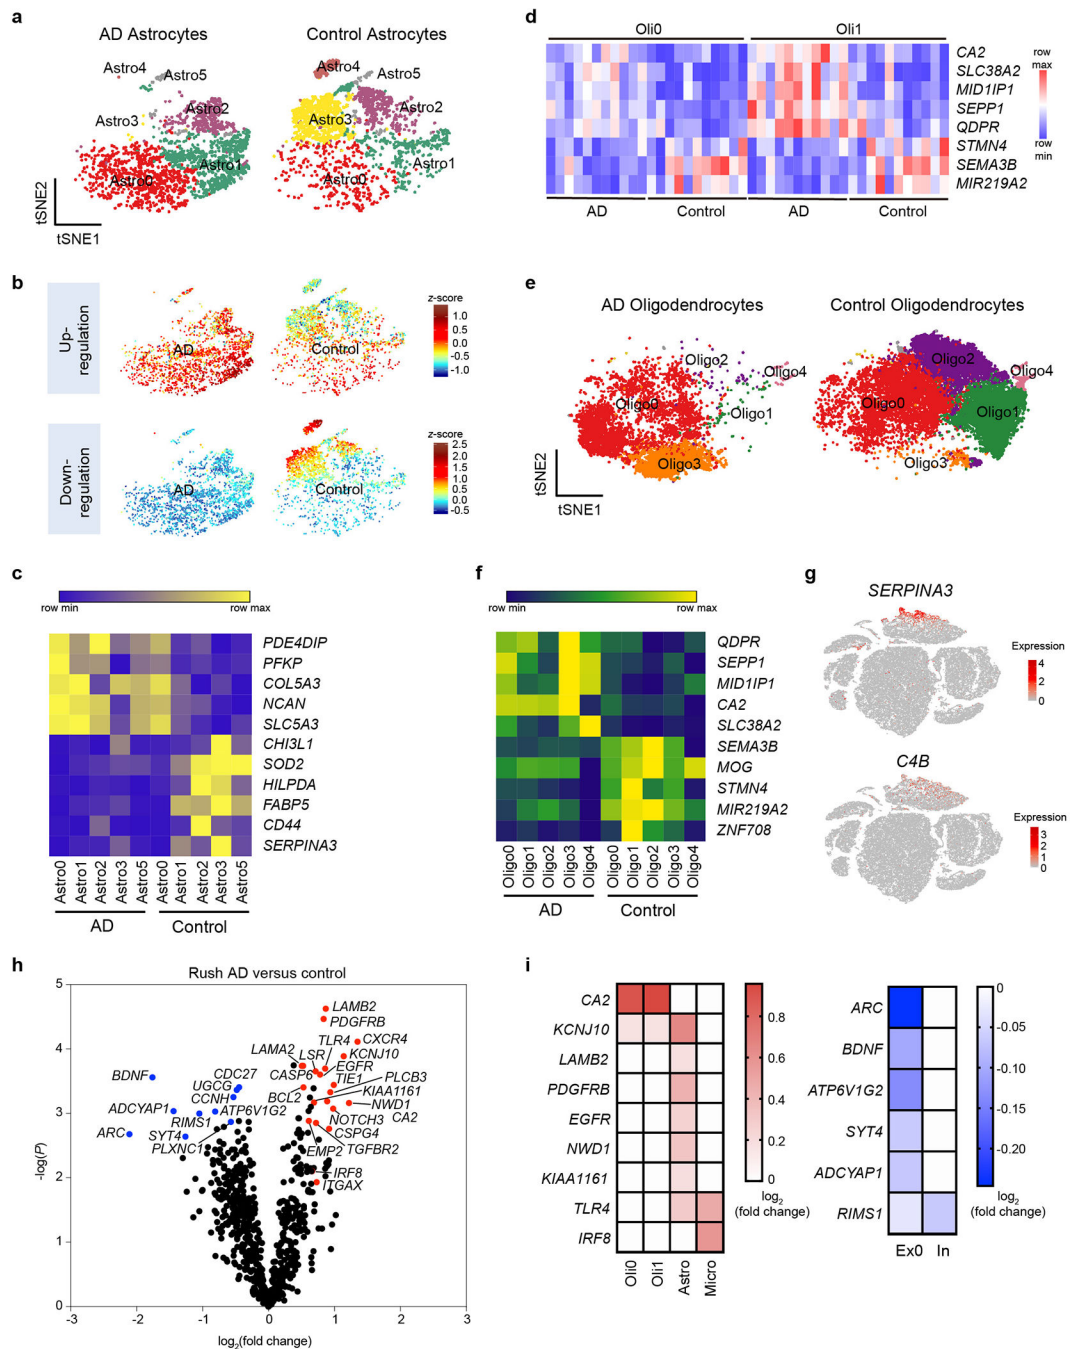 a
AD Astrocytes
Control Astrocytes
Astro4
Astro5
Astro2
Astro3
Astro1
Astro0
Astro4
Astro5
Astro2
Astro3
Astro1
Astro0
tSNE2
tSNE1
b
Up-
regulation
AD
Control
z-score
1.0
0.5
0.0
-0.5
-1.0
Down-
regulation
AD
Control
z-score
2.5
2.0
1.5
1.0
0.5
0.0
-0.5
c
row min
row max
PDE4DIP
PFKP
COL5A3
NCAN
SLC5A3
CHI3L1
SOD2
HILPDA
FABP5
CD44
SERPINA3
Astro0
Astro1
Astro2
Astro3
Astro5
Astro0
Astro1
Astro2
Astro3
Astro5
AD
Control
d
Oli0
Oli1
CA2
SLC38A2
MID1IP1
SEPP1
QDPR
STMN4
SEMA3B
MIR219A2
row
max
row
min
AD
Control
AD
Control
e
AD Oligodendrocytes
Control Oligodendrocytes
Oligo2
Oligo4
Oligo0
Oligo1
Oligo3
Oligo2
Oligo4
Oligo0
Oligo1
Oligo3
tSNE2
tSNE1
f
row min
row max
QDPR
SEPP1
MID1IP1
CA2
SLC38A2
SEMA3B
MOG
STMN4
MIR219A2
ZNF708
Oligo0
Oligo1
Oligo2
Oligo3
Oligo4
Oligo0
Oligo1
Oligo2
Oligo3
Oligo4
AD
Control
g
SERPINA3
Expression
4
2
0
C4B
Expression
3
2
1
0
h
Rush AD versus control
5
4
3
2
1
0
-log(P)
-3
-2
-1
0
1
2
3
log2(fold change)
LAMB2
PDGFRB
TLR4
CXCR4
LAMA2
LSR
KCNJ10
EGFR
CASP6
TIE1
PLCB3
BCL2
KIAA1161
NWD1
NOTCH3
CA2
CSPG4
EMP2
TGFBR2
IRF8
ITGAX
BDNF
CDC27
UGCG
CCNH
ADCYAP1
ATP6V1G2
RIMS1
ARC
SYT4
PLXNC1
i
CA2
KCNJ10
LAMB2
PDGFRB
EGFR
NWD1
KIAA1161
TLR4
IRF8
Oli0
Oli1
Astro
Micro
0.8
0.6
0.4
0.2
0
log2
(fold change)
ARC
BDNF
ATP6V1G2
SYT4
ADCYAP1
RIMS1
Ex0
In
0
-0.05
-0.10
-0.15
-0.20
log2
(fold change)